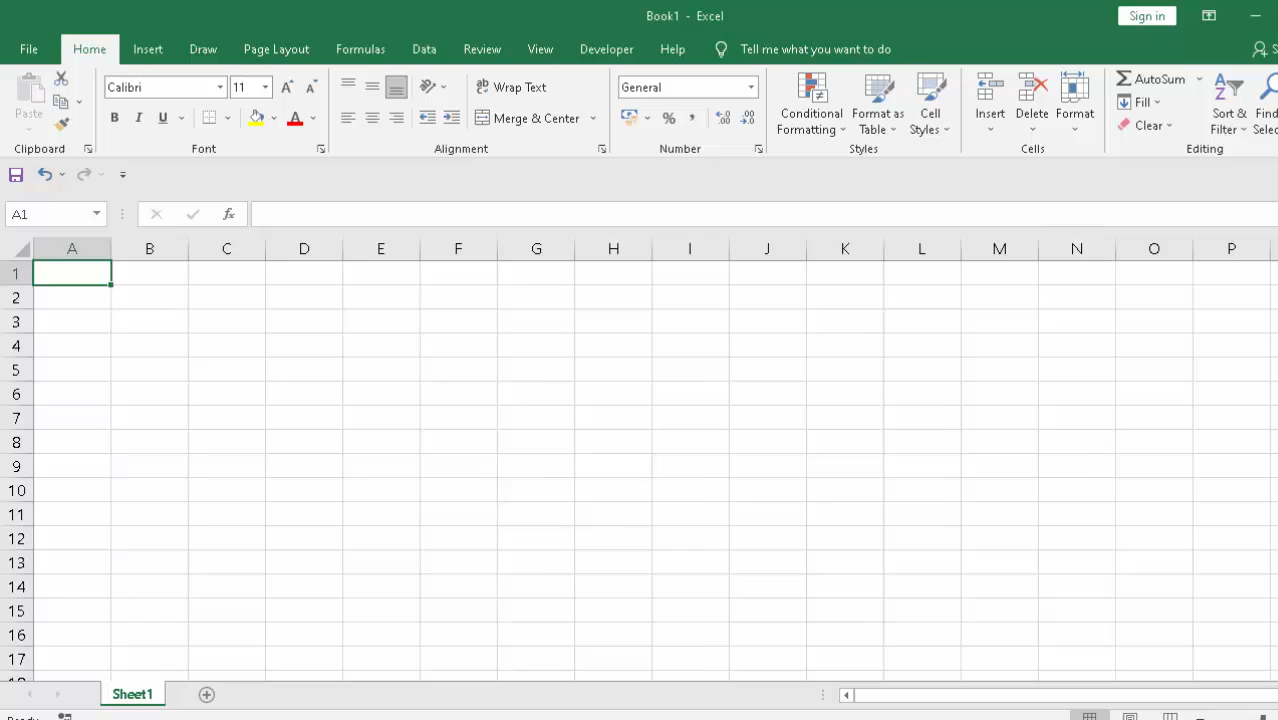 Book1 - Excel
Sign in
File Home Insert Draw Page Layout Formulas Data Review View Developer Help Tell me what you want to do
Paste
Calibri 11
B I U
A A A
Wrap Text
Merge & Center
General
% , .00
Conditional Formatting
Format as Table
Cell Styles
Insert Delete Format
AutoSum
Fill
Clear
Sort & Filter
Clipboard Font Alignment Number Styles Cells Editing
A1 fx
A B C D E F G H I J K L M N O P
1
2
3
4
5
6
7
8
9
10
11
12
13
14
15
16
17
Sheet1